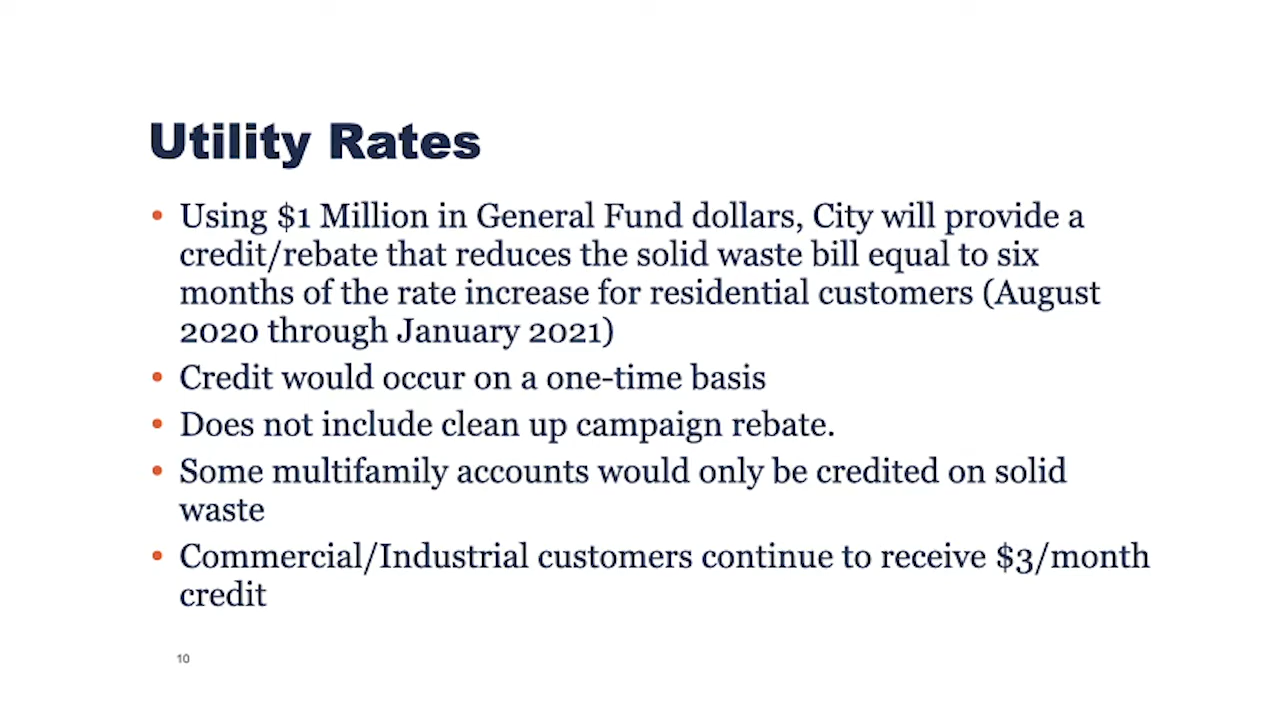 Utility Rates
• Using $1 Million in General Fund dollars, City will provide a
credit/rebate that reduces the solid waste bill equal to six
months of the rate increase for residential customers (August
2020 through January 2021)
• Credit would occur on a one-time basis
• Does not include clean up campaign rebate.
• Some multifamily accounts would only be credited on solid
waste
• Commercial/Industrial customers continue to receive $3/month
credit
10